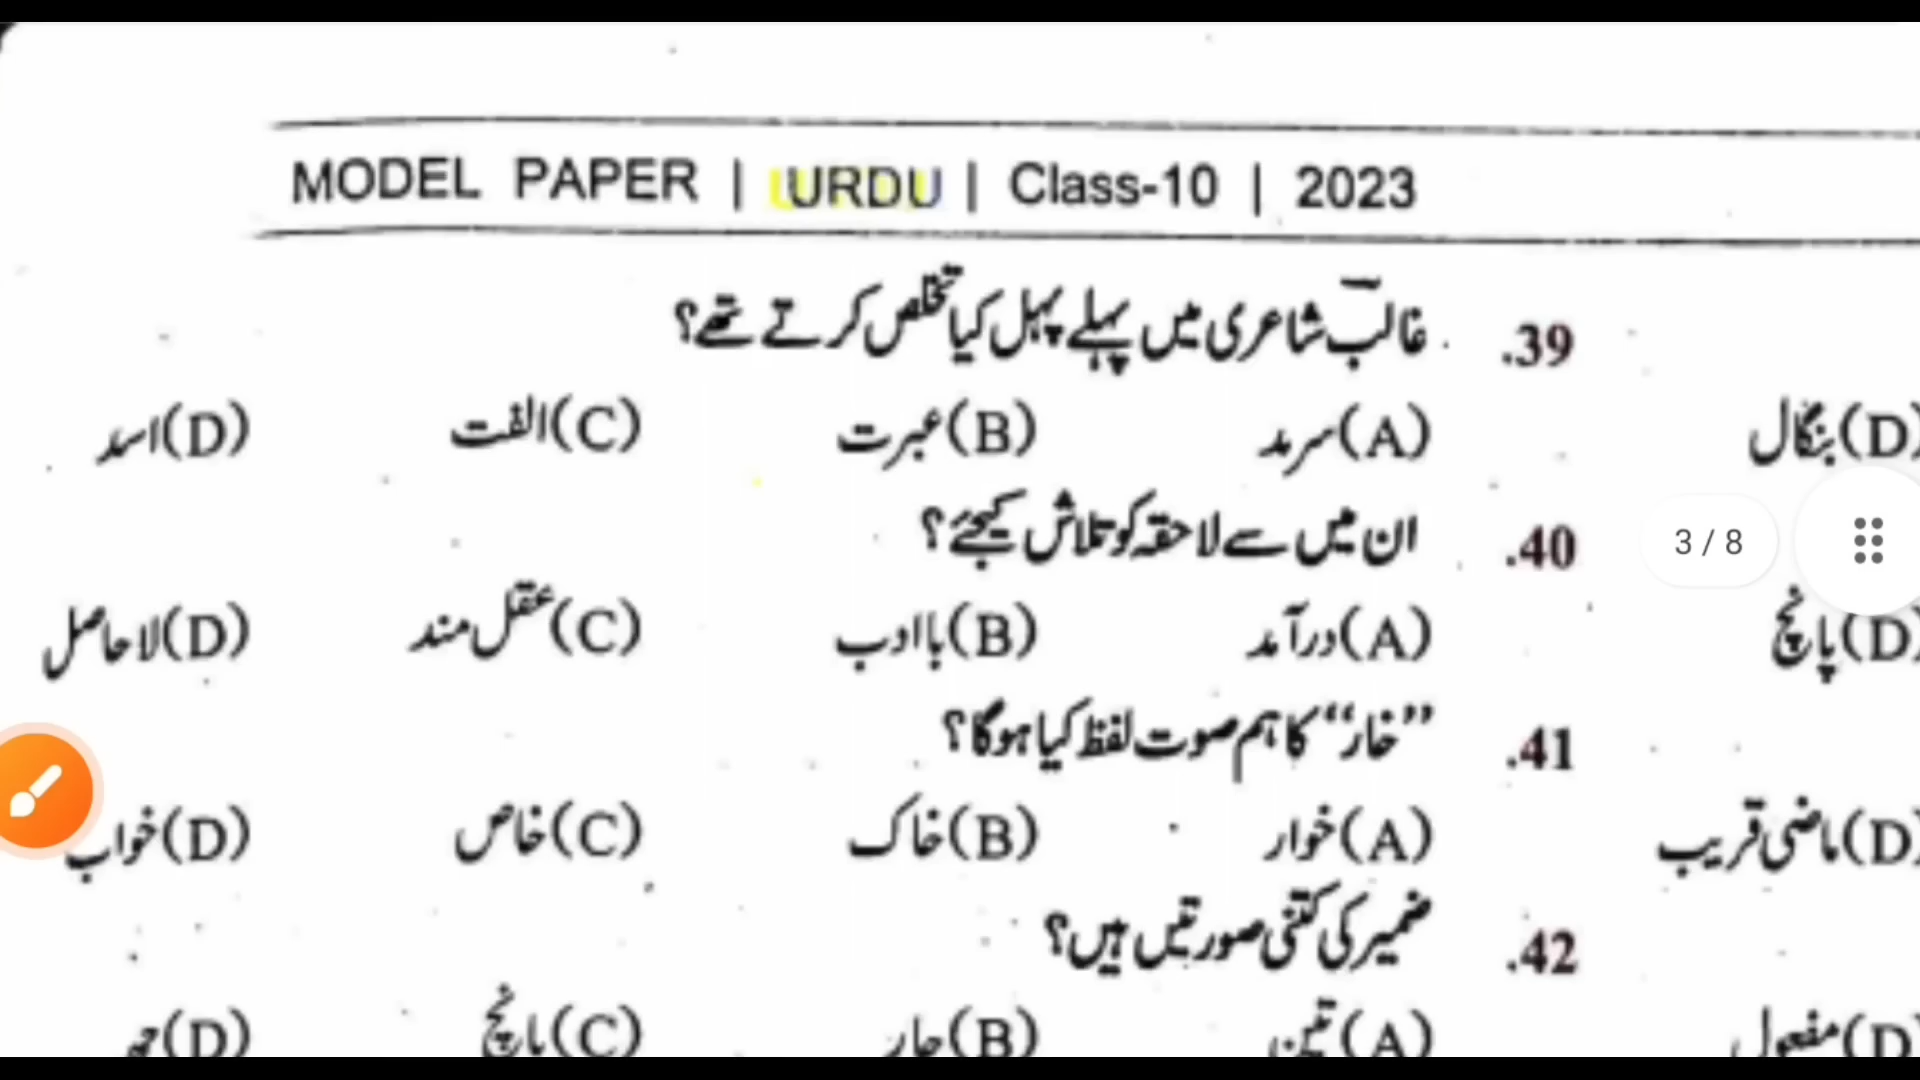 MODEL PAPER | URDU | Class-10 | 2023
39. غالبؔ شاعری میں پہلے پہل کیا تخلص کرتے تھے؟
(A) سرمد (B) عبرت (C) الفت (D) اسد
(D) بنگال
40. ان میں سے لاحقہ کو تلاش کیجئے؟
3 / 8
(A) درآمد (B) باادب (C) عقل مند (D) لا حاصل
(D) پانچ
41. ”خار“ کا ہم صوت لفظ کیا ہوگا؟
(A) خوار (B) خاک (C) خاص (D) خواب
(D) ماضی قریب
42. ضمیر کی کتنی صورتیں ہیں؟
(A) تین (B) چار (C) پانچ (D)
(D) مفعول